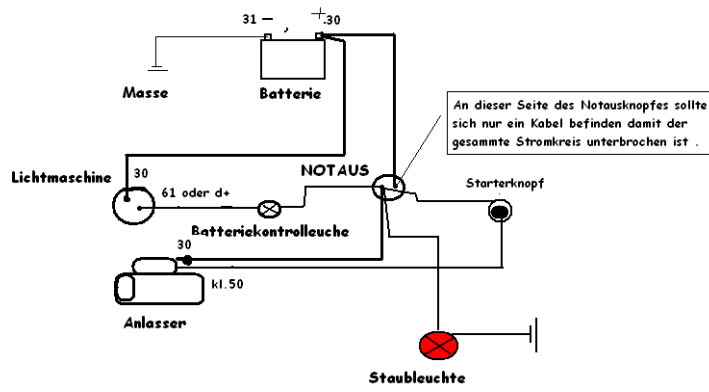 31 – , + .30
Masse
Batterie
An dieser Seite des Notausknopfes sollte
sich nur ein Kabel befinden damit der
gesammte Stromkreis unterbrochen ist .
NOTAUS
Lichtmaschine
30
61 oder d+
Starterknopf
Batteriekontrolleuche
30
kl.50
Anlasser
Staubleuchte